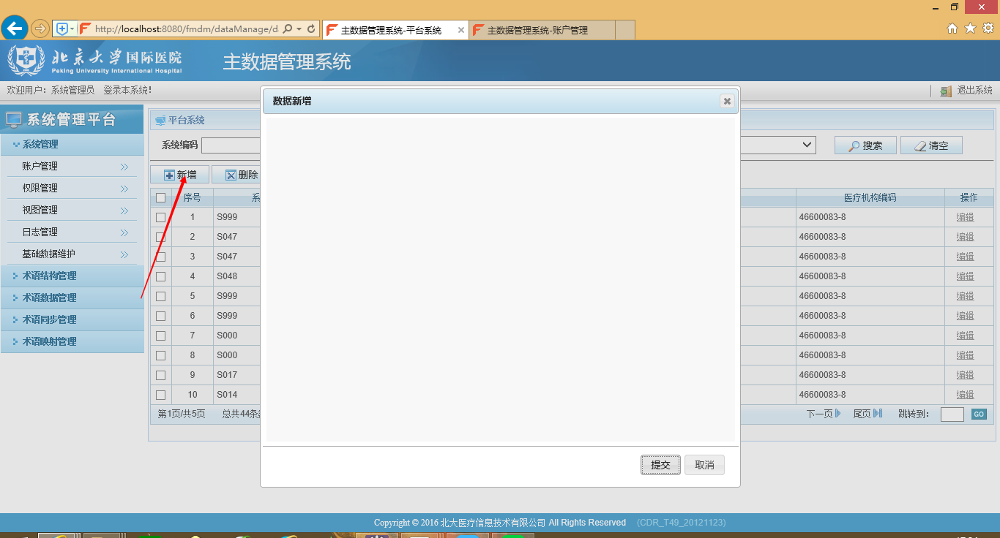 http://localhost:8080/fmdm/dataManage/d
主数据管理系统-平台系统
主数据管理系统-账户管理
北京大学国际医院
Peking University International Hospital
主数据管理系统
欢迎用户: 系统管理员 登录本系统!
退出系统
系统管理平台
系统管理
账户管理
权限管理
视图管理
日志管理
基础数据维护
术语结构管理
术语数据管理
术语同步管理
术语映射管理
平台系统
系统编码
搜索
清空
新增
删除
数据新增
序号 系 医疗机构编码 操作
1 S999 46600083-8 编辑
2 S047 46600083-8 编辑
3 S047 46600083-8 编辑
4 S048 46600083-8 编辑
5 S999 46600083-8 编辑
6 S999 46600083-8 编辑
7 S000 46600083-8 编辑
8 S000 46600083-8 编辑
9 S017 46600083-8 编辑
10 S014 46600083-8 编辑
第1页/共5页 总共44条 下一页 尾页 跳转到: GO
提交
取消
Copyright © 2016 北大医疗信息技术有限公司 All Rights Reserved (CDR_T49_20121123)